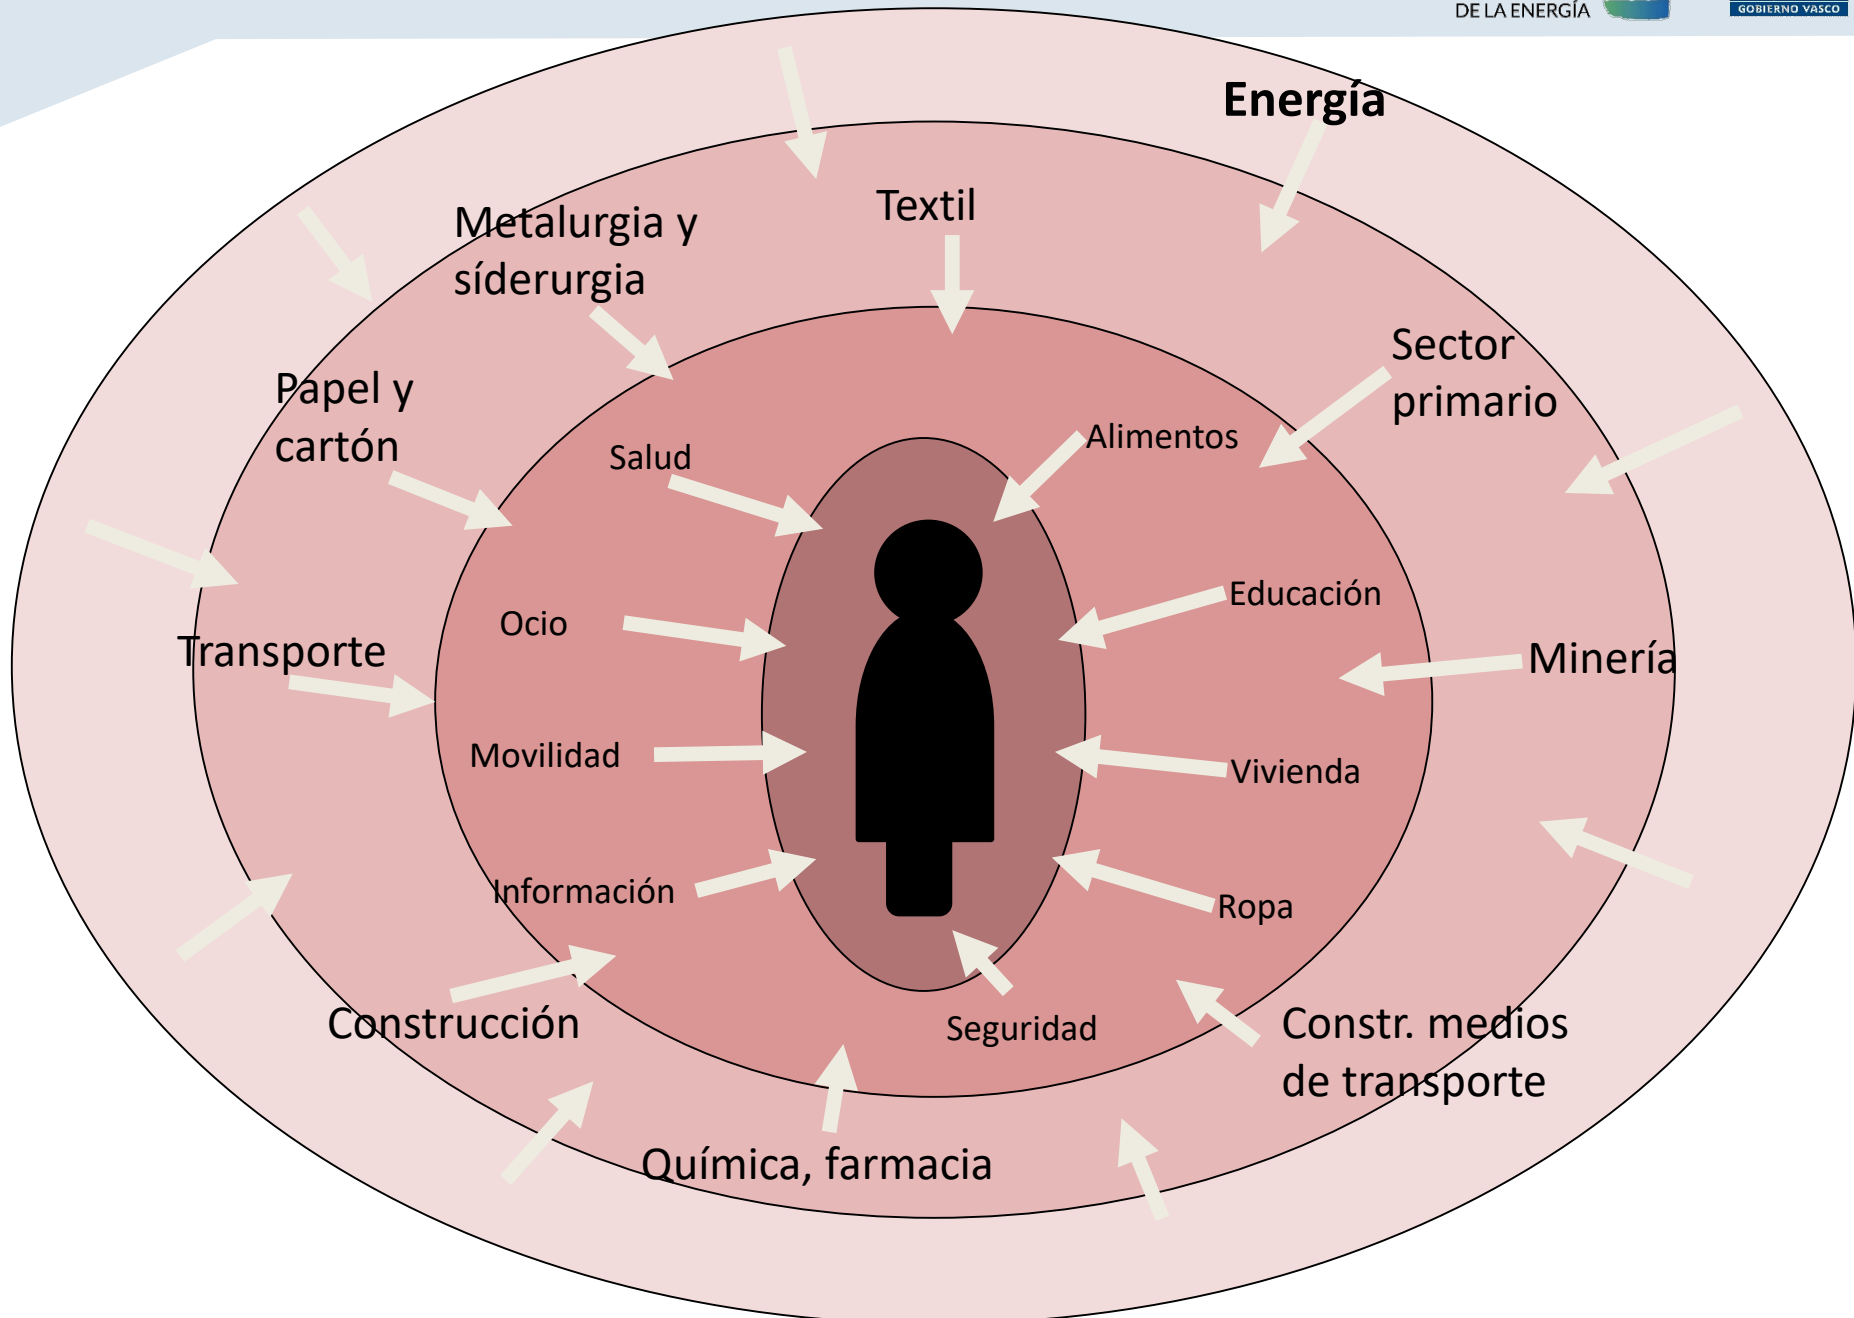 DE LA ENERGÍA
GOBIERNO VASCO
Energía
Textil
Metalurgia y
síderurgia
Sector
primario
Papel y
cartón
Alimentos
Salud
Educación
Ocio
Transporte
Minería
Movilidad
Vivienda
Información
Ropa
Construcción
Seguridad
Constr. medios
de transporte
Química, farmacia